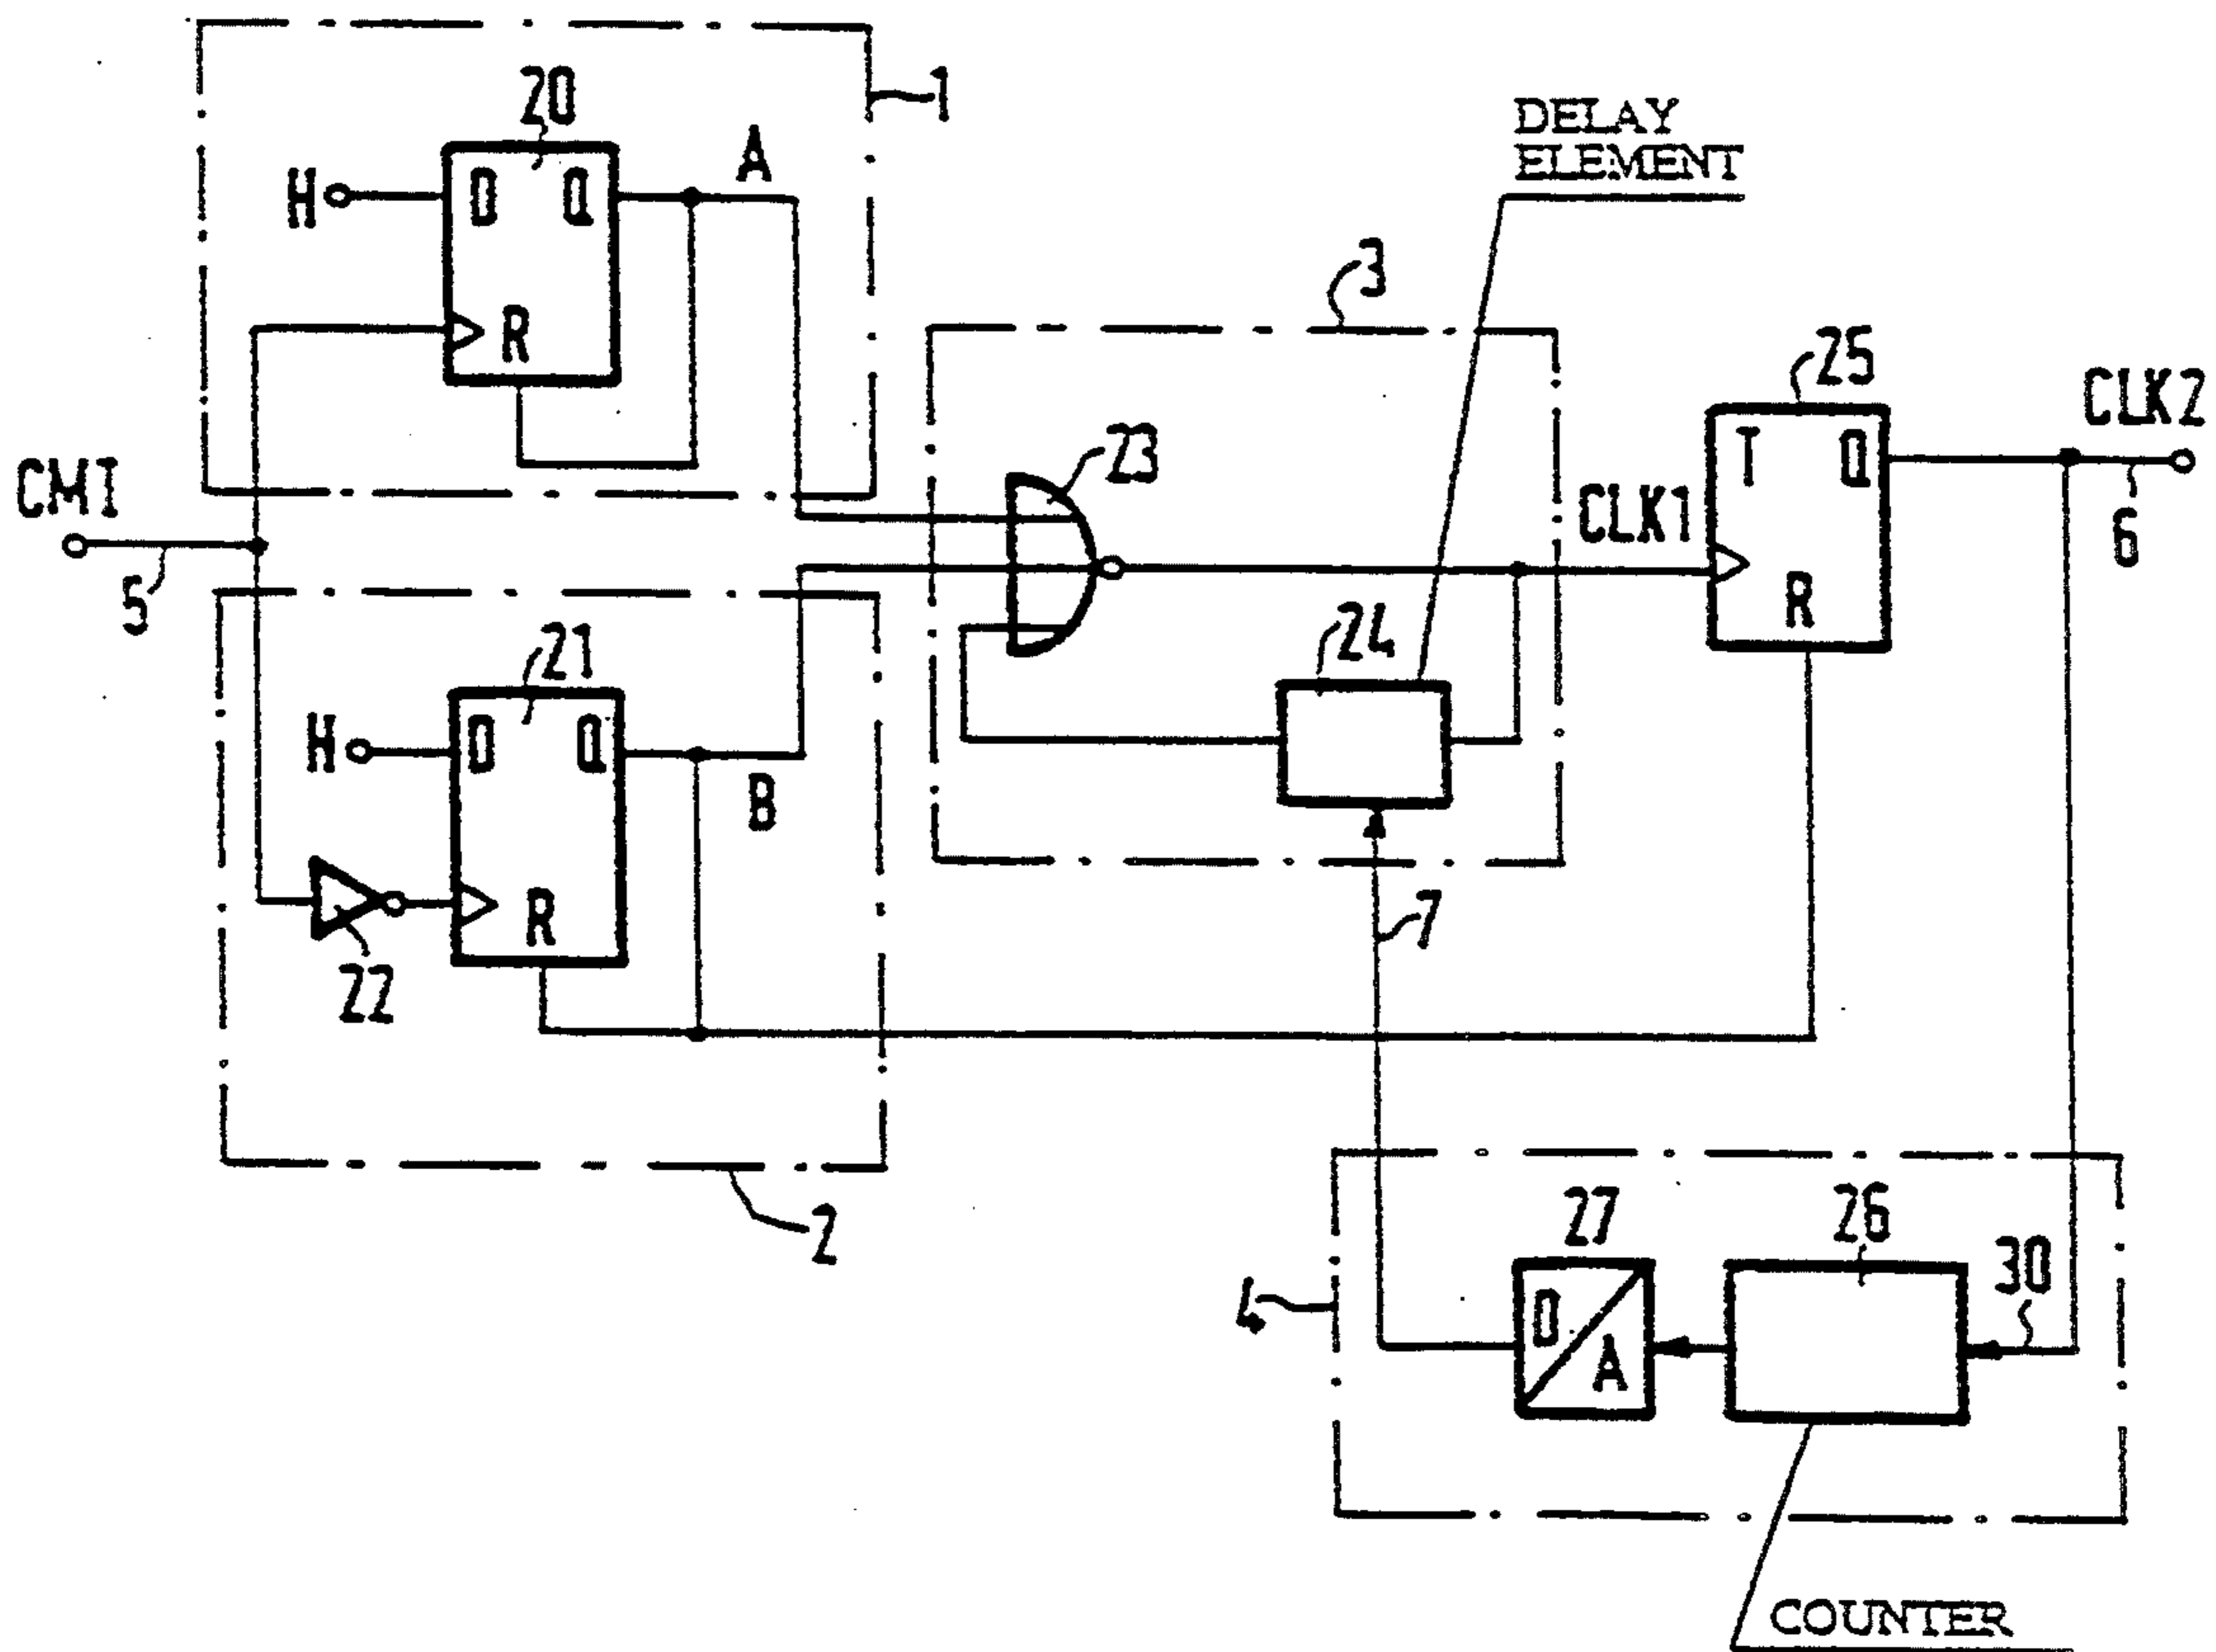 20
1
H
D Q
A
R
DELAY
ELEMENT
3
25
CLK2
T Q
6
R
23
CLK1
CMI
5
24
21
H
D Q
B
R
22
7
2
27
26
30
4
D
A
COUNTER